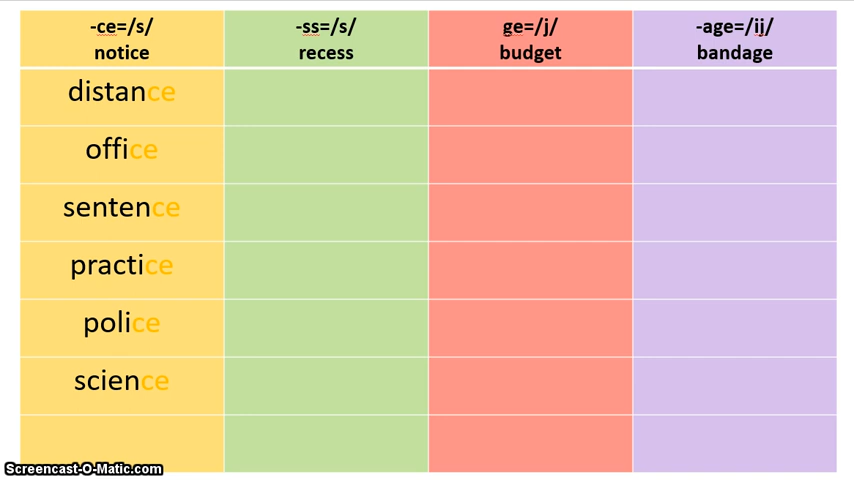 -ce=/s/
notice
-ss=/s/
recess
ge=/j/
budget
-age=/ij/
bandage
distance
office
sentence
practice
police
science
Screencast-O-Matic.com